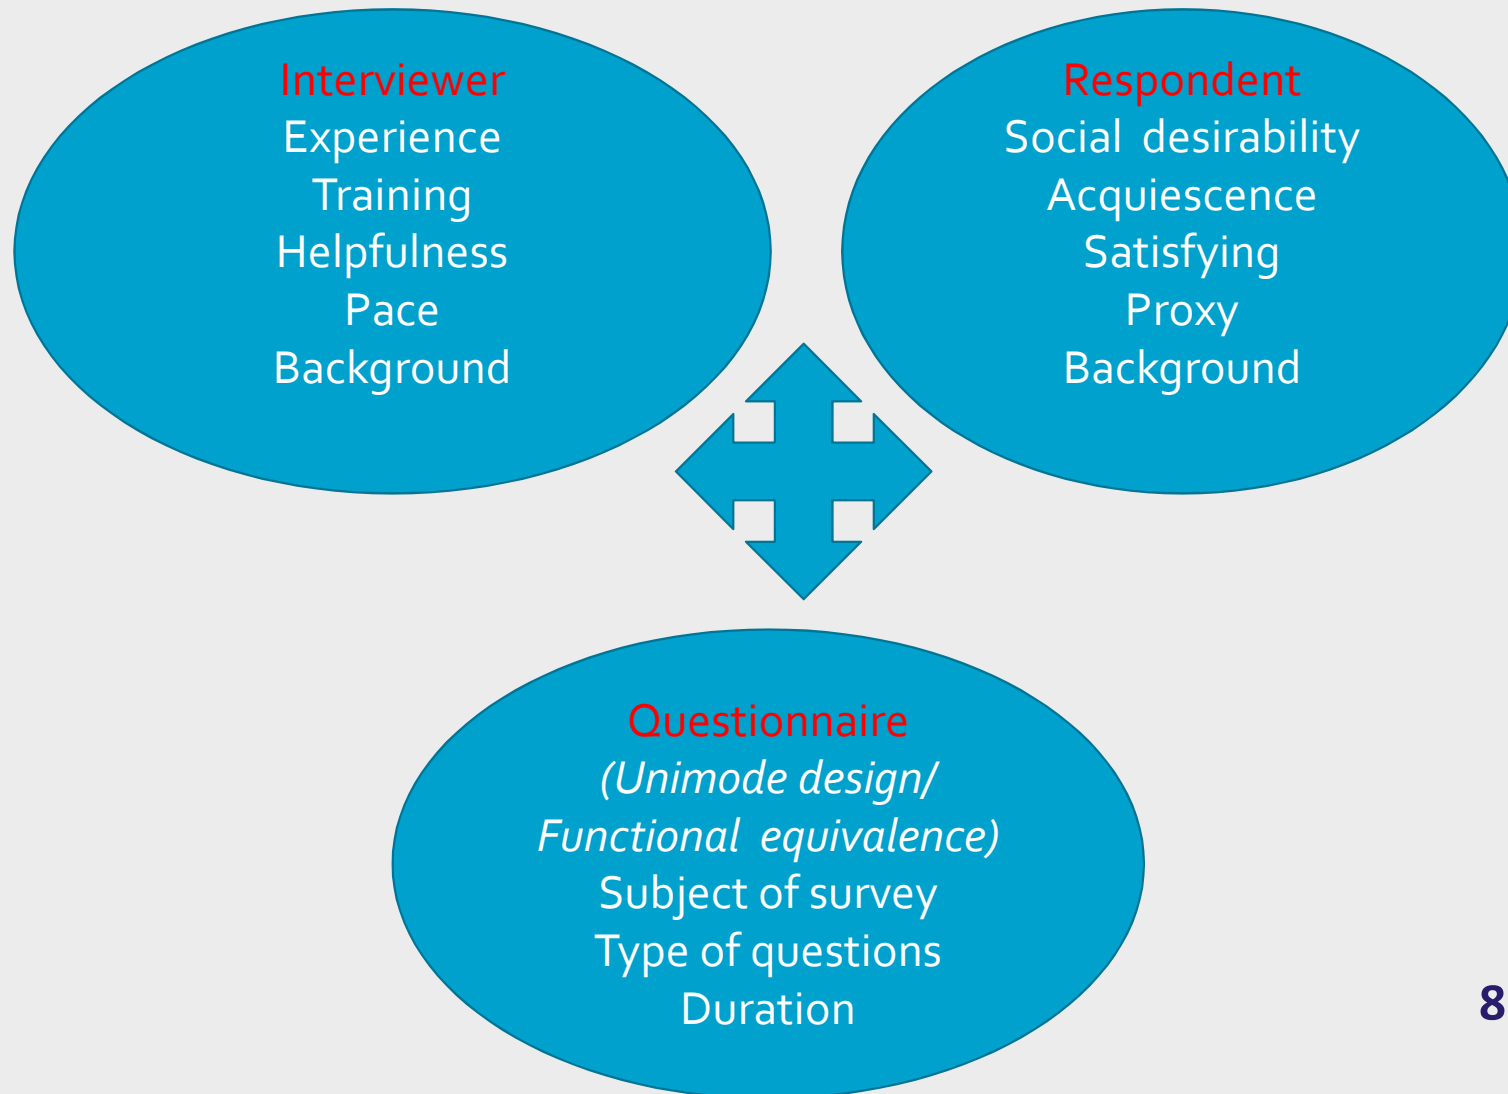 Interviewer
Experience
Training
Helpfulness
Pace
Background
Respondent
Social desirability
Acquiescence
Satisfying
Proxy
Background
Questionnaire
(Unimode design/
Functional equivalence)
Subject of survey
Type of questions
Duration
8